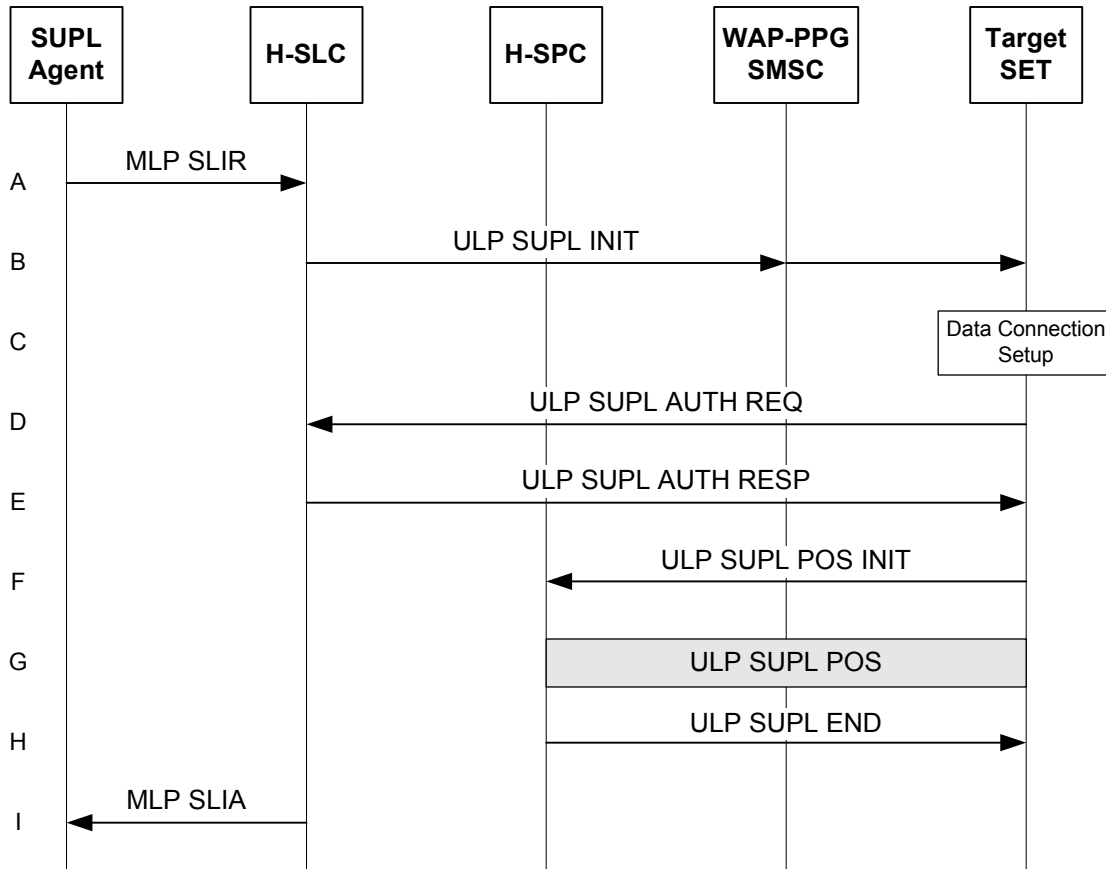 SUPL
Agent
H-SLC
H-SPC
WAP-PPG
SMSC
Target
SET
A
MLP SLIR
B
ULP SUPL INIT
C
Data Connection
Setup
D
ULP SUPL AUTH REQ
E
ULP SUPL AUTH RESP
F
ULP SUPL POS INIT
G
ULP SUPL POS
H
ULP SUPL END
I
MLP SLIA